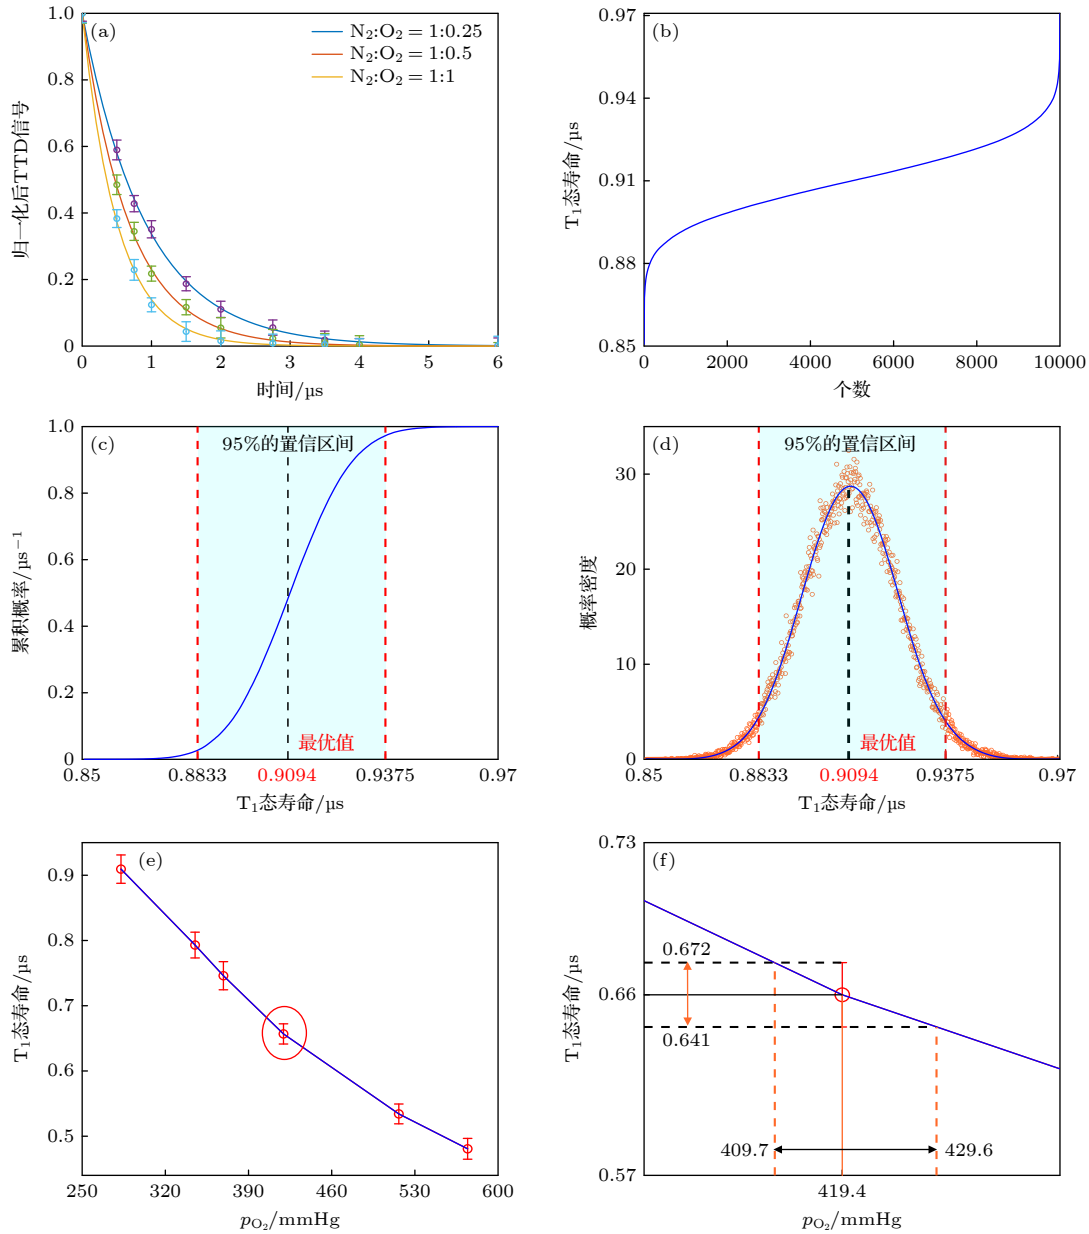 (a)
N₂:O₂ = 1:0.25
N₂:O₂ = 1:0.5
N₂:O₂ = 1:1
归一化后TTD信号
1.0
0.8
0.6
0.4
0.2
0
0 1 2 3 4 5 6
时间/µs
(b)
T₁态寿命/µs
0.97
0.94
0.91
0.88
0.85
0 2000 4000 6000 8000 10000
个数
(c)
95%的置信区间
累积概率/µs⁻¹
1.0
0.8
0.6
0.4
0.2
0
最优值
0.85 0.8833 0.9094 0.9375 0.97
T₁态寿命/µs
(d)
95%的置信区间
概率密度
30
20
10
0
最优值
0.85 0.8833 0.9094 0.9375 0.97
T₁态寿命/µs
(e)
T₁态寿命/µs
0.9
0.8
0.7
0.6
0.5
250 320 390 460 530 600
pO₂/mmHg
(f)
T₁态寿命/µs
0.73
0.66
0.57
0.672
0.641
409.7 429.6
419.4
pO₂/mmHg